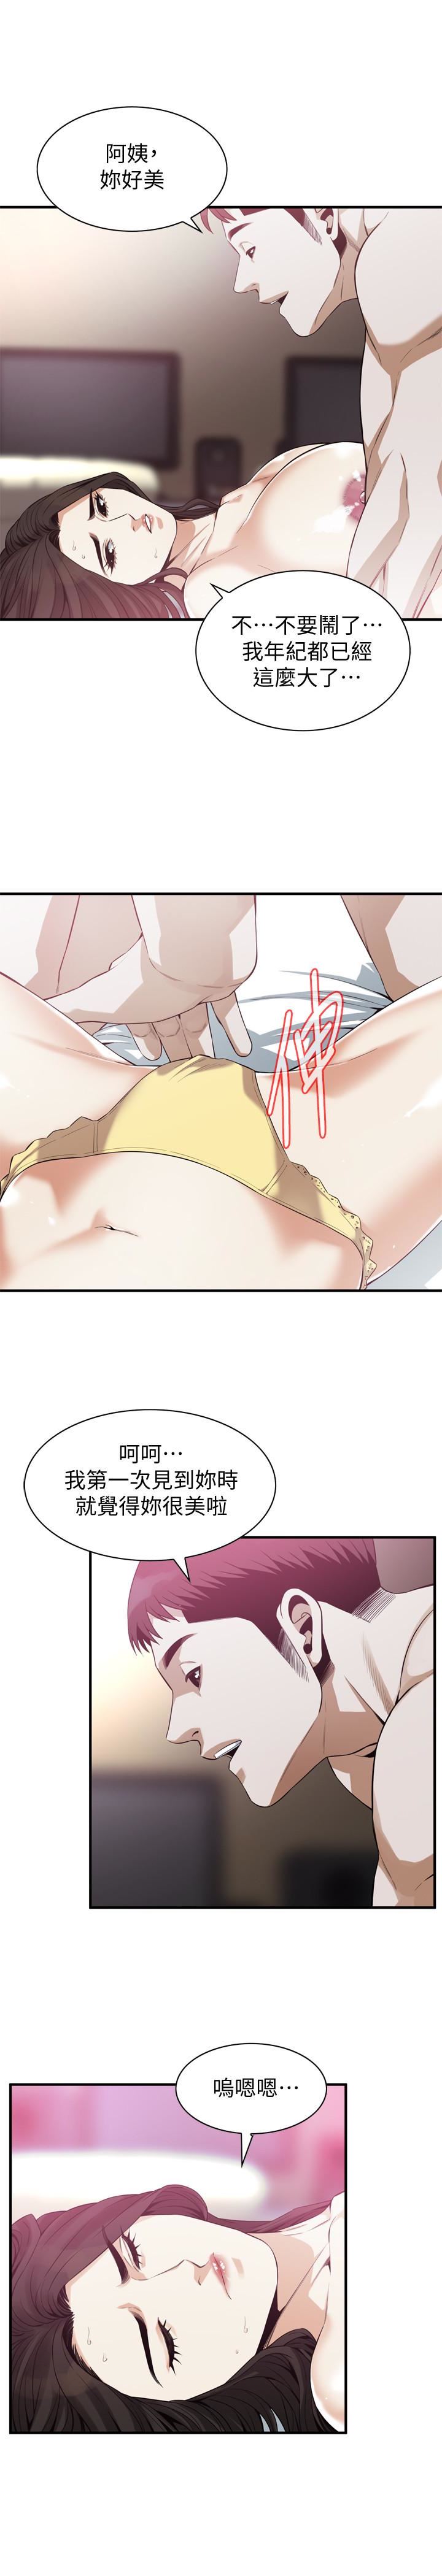 阿姨，
妳好美
不⋯不要鬧了⋯
我年紀都已經
這麼大了⋯
伸
呵呵⋯
我第一次見到妳時
就覺得妳很美啦
嗚嗯嗯⋯